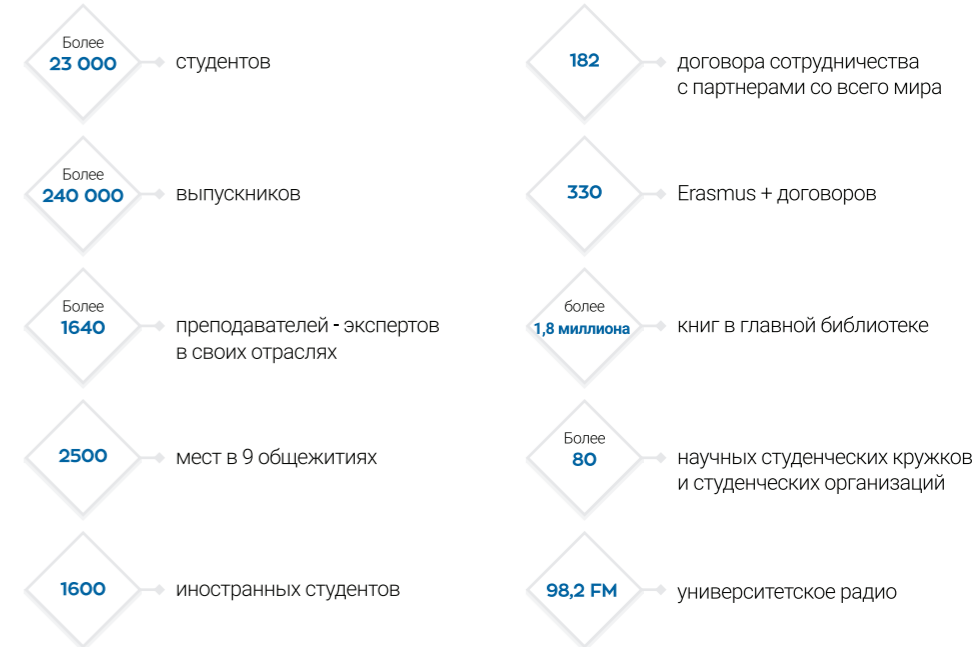 Более
23 000
студентов
Более
240 000
выпускников
Более
1640
преподавателей - экспертов
в своих отраслях
2500
мест в 9 общежитиях
1600
иностранных студентов
182
договора сотрудничества
с партнерами со всего мира
330
Erasmus + договоров
более
1,8 миллиона
книг в главной библиотеке
Более
80
научных студенческих кружков
и студенческих организаций
98,2 FM
университетское радио